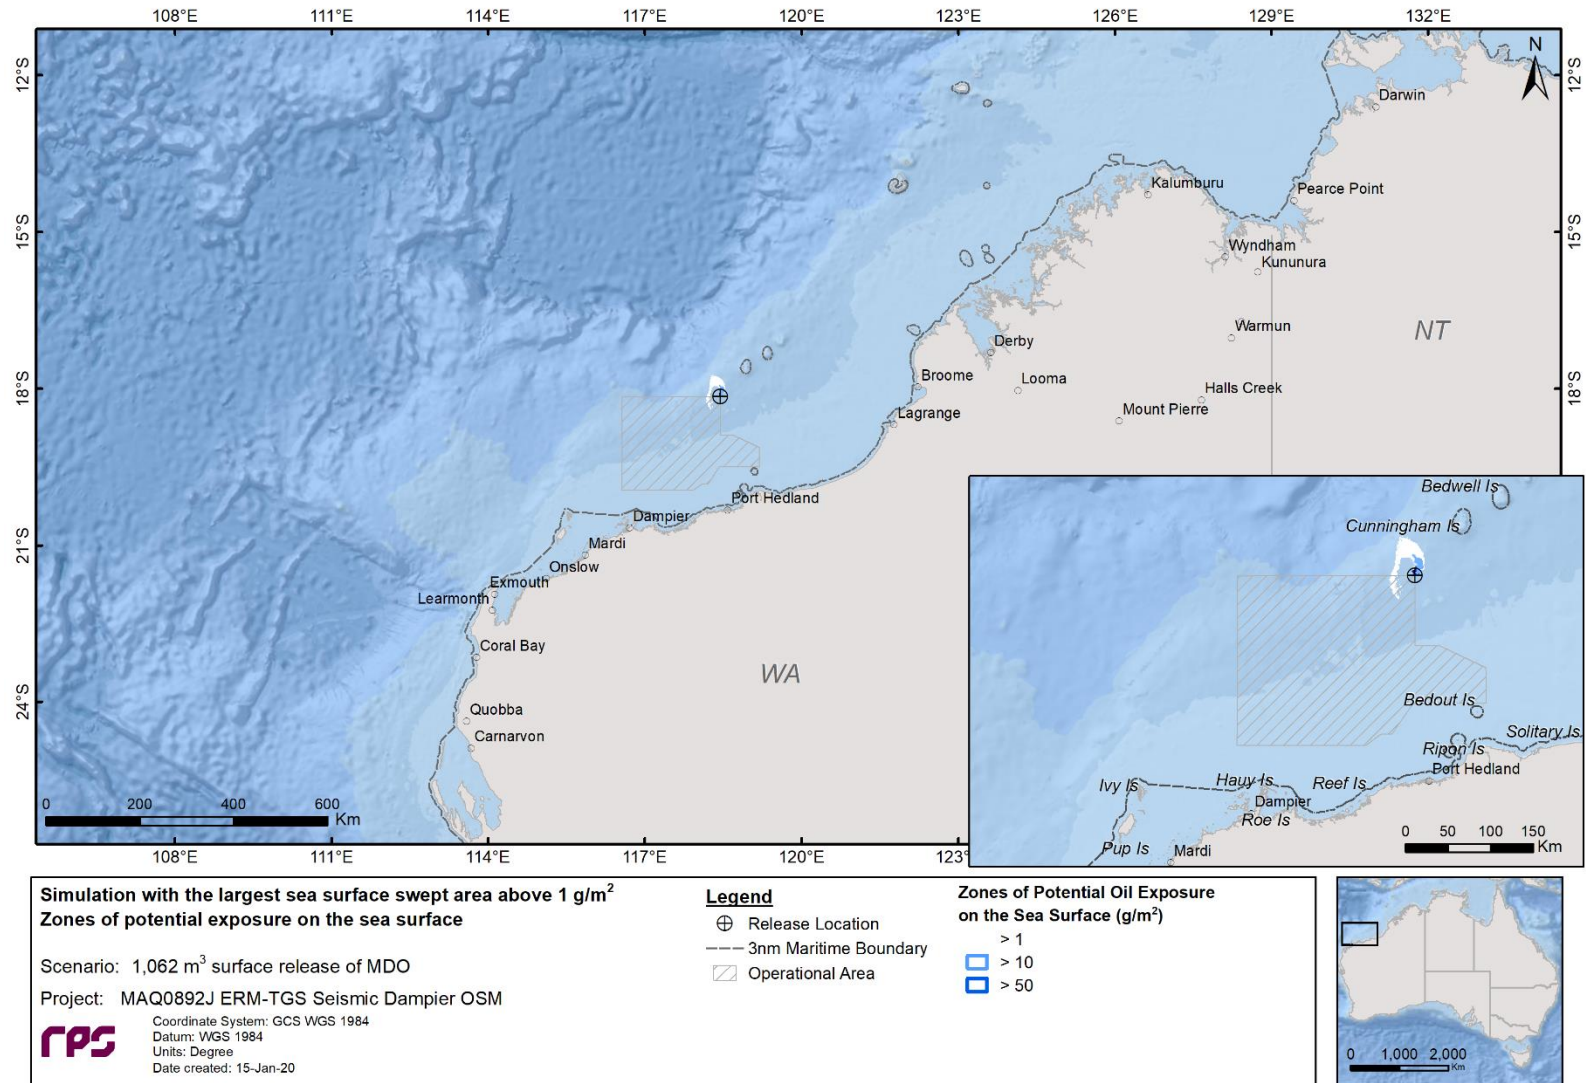 108°E 111°E 114°E 117°E 120°E 123°E 126°E 129°E 132°E
N
12°S 12°S
Darwin
Kalumburu
Pearce Point
15°S 15°S
Wyndham
Kununura
Warmun
NT
Derby
18°S 18°S
Broome
Looma
Halls Creek
Lagrange
Mount Pierre
Port Hedland
Dampier
21°S
Mardi
Onslow
Exmouth
Learmonth
Coral Bay
WA
24°S
Quobba
Carnarvon
0 200 400 600
Km
108°E 111°E 114°E 117°E 120°E 123°
Bedwell Is
Cunningham Is
Bedout Is
Solitary Is
Ripon Is
Port Hedland
Ivy Is
Hauy Is
Reef Is
Dampier
Roe Is
Pup Is
Mardi
0 50 100 150
Km
Simulation with the largest sea surface swept area above 1 g/m²
Zones of potential exposure on the sea surface
Scenario: 1,062 m³ surface release of MDO
Project: MAQ0892J ERM-TGS Seismic Dampier OSM
rps
Coordinate System: GCS WGS 1984
Datum: WGS 1984
Units: Degree
Date created: 15-Jan-20
Legend
Release Location
3nm Maritime Boundary
Operational Area
Zones of Potential Oil Exposure
on the Sea Surface (g/m²)
> 1
> 10
> 50
0 1,000 2,000
Km